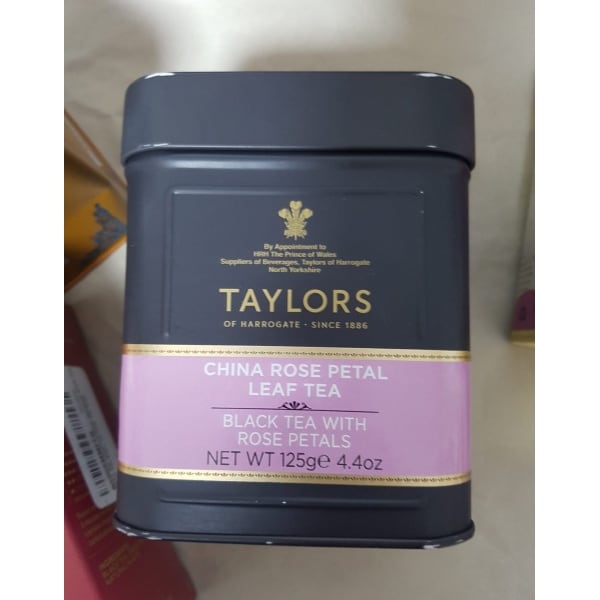 By Appointment to
HRH The Prince of Wales
Suppliers of Beverages, Taylors of Harrogate
North Yorkshire
TAYLORS
OF HARROGATE · SINCE 1886
CHINA ROSE PETAL
LEAF TEA
BLACK TEA WITH
ROSE PETALS
NET WT 125g℮ 4.4oz